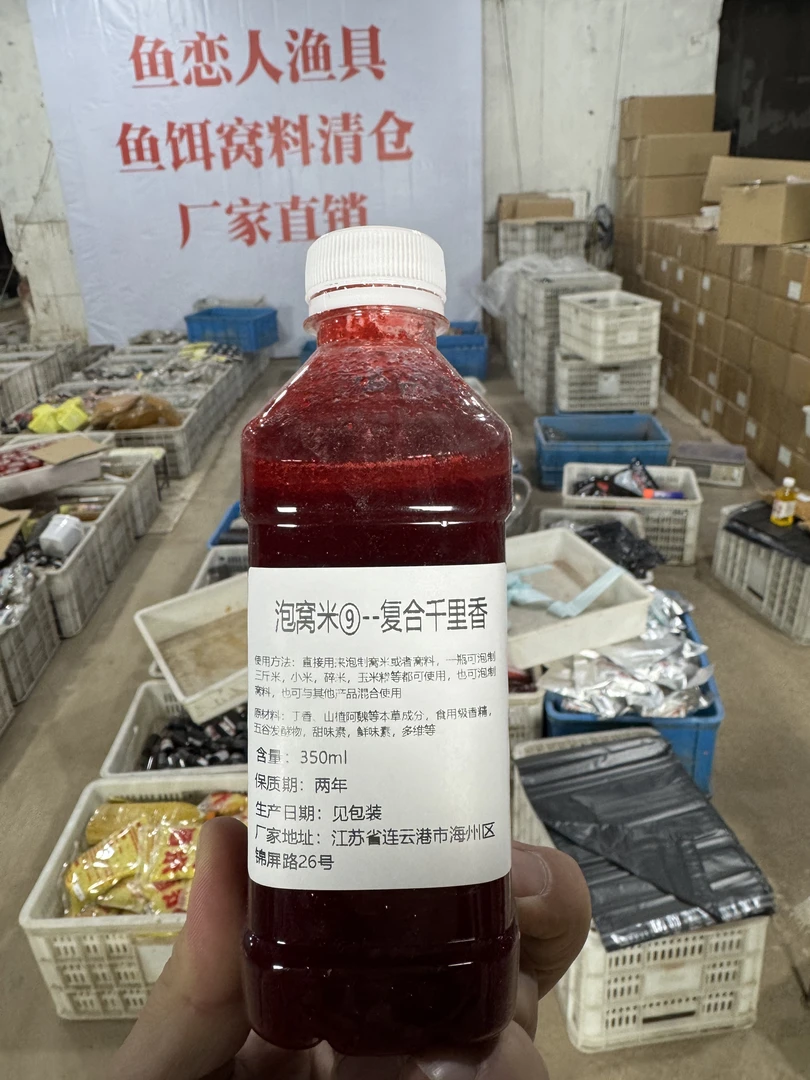 鱼恋人渔具
鱼饵窝料清仓
厂家直销
泡窝米⑨--复合千里香
使用方法：直接用来泡制窝米或者窝料，一瓶可泡制
三斤米，小米，碎米，玉米糁等都可使用，也可泡制
窝料，也可与其他产品混合使用
原材料：丁香、山楂阿魏等本草成分，食用级香精，
五谷发酵物，甜味素，鲜味素，多维等
含量：350ml
保质期：两年
生产日期：见包装
厂家地址：江苏省连云港市海州区
锦屏路26号